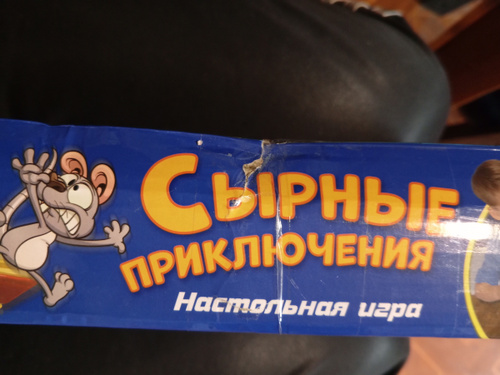 Сырные
приключения
Настольная игра